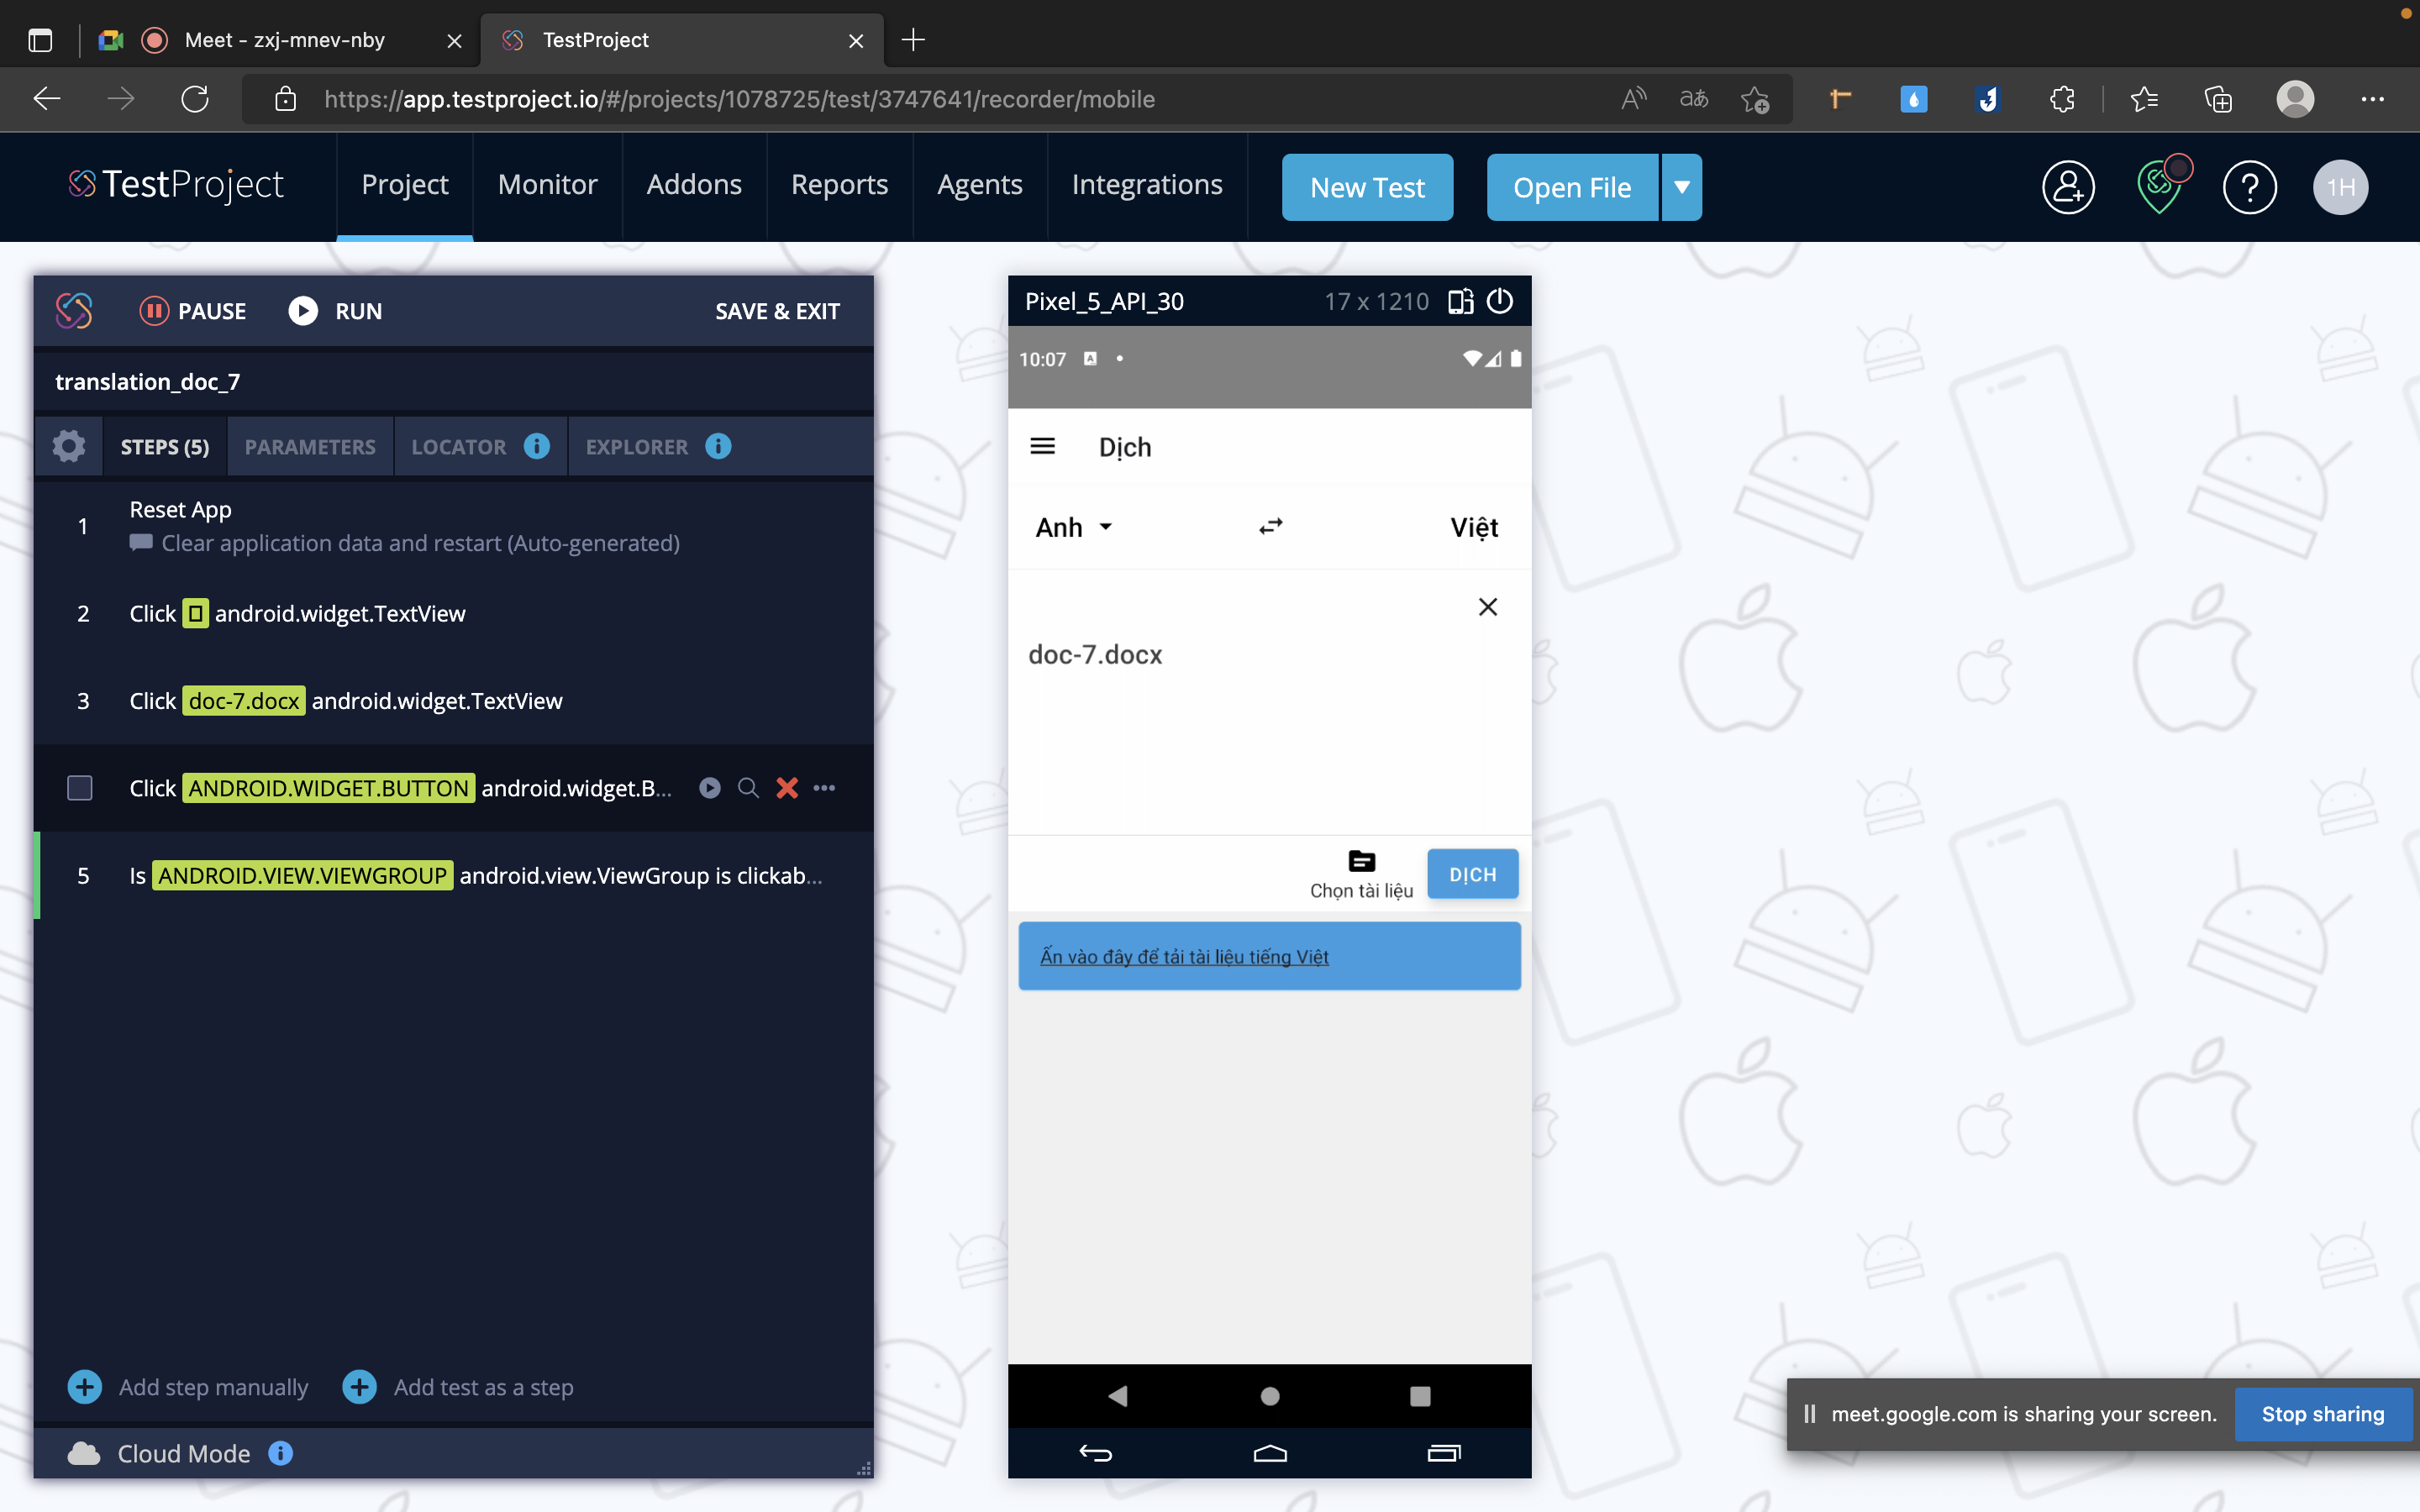 Meet - zxj-mnev-nby
TestProject
https://app.testproject.io/#/projects/1078725/test/3747641/recorder/mobile
TestProject
Project
Monitor
Addons
Reports
Agents
Integrations
New Test
Open File
1H
PAUSE
RUN
SAVE & EXIT
translation_doc_7
STEPS (5)
PARAMETERS
LOCATOR
EXPLORER
1
Reset App
Clear application data and restart (Auto-generated)
2
Click android.widget.TextView
3
Click doc-7.docx android.widget.TextView
Click ANDROID.WIDGET.BUTTON android.widget.B...
5
Is ANDROID.VIEW.VIEWGROUP android.view.ViewGroup is clickab...
Add step manually
Add test as a step
Cloud Mode
Pixel_5_API_30
17 x 1210
10:07
Dịch
Anh
Việt
doc-7.docx
Chọn tài liệu
DỊCH
Ấn vào đây để tải tài liệu tiếng Việt
meet.google.com is sharing your screen.
Stop sharing